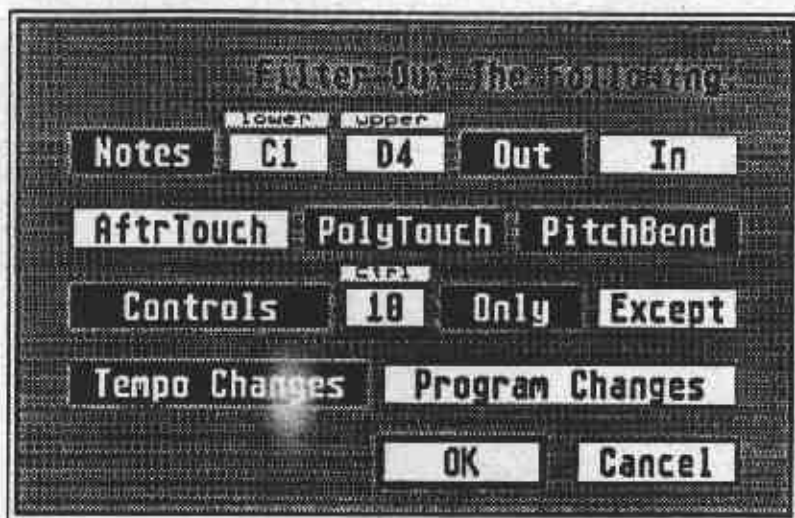 Filter Out The Following:
lower upper
Notes C1 D4 Out In
AftrTouch PolyTouch PitchBend
Controls 10 Only Except
Tempo Changes Program Changes
OK Cancel